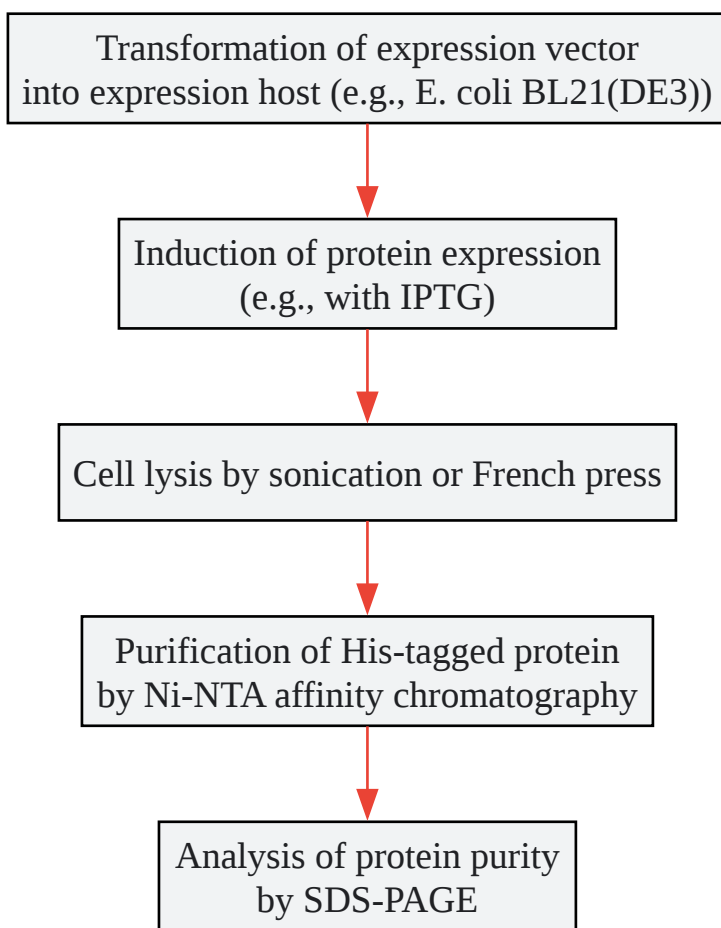 Transformation of expression vector
into expression host (e.g., E. coli BL21(DE3))
Induction of protein expression
(e.g., with IPTG)
Cell lysis by sonication or French press
Purification of His-tagged protein
by Ni-NTA affinity chromatography
Analysis of protein purity
by SDS-PAGE